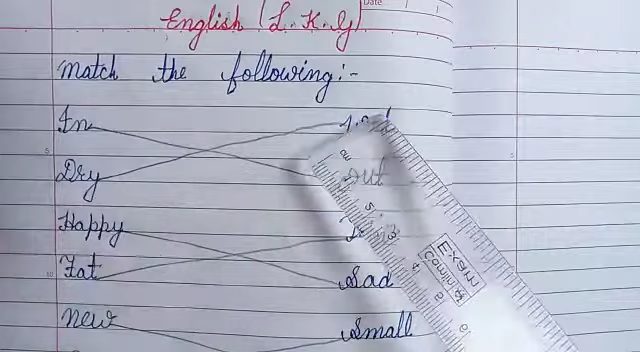 Date
English (L.K.G)
Match the following:-
In
Dry out
Happy
Fat Sad
New Small